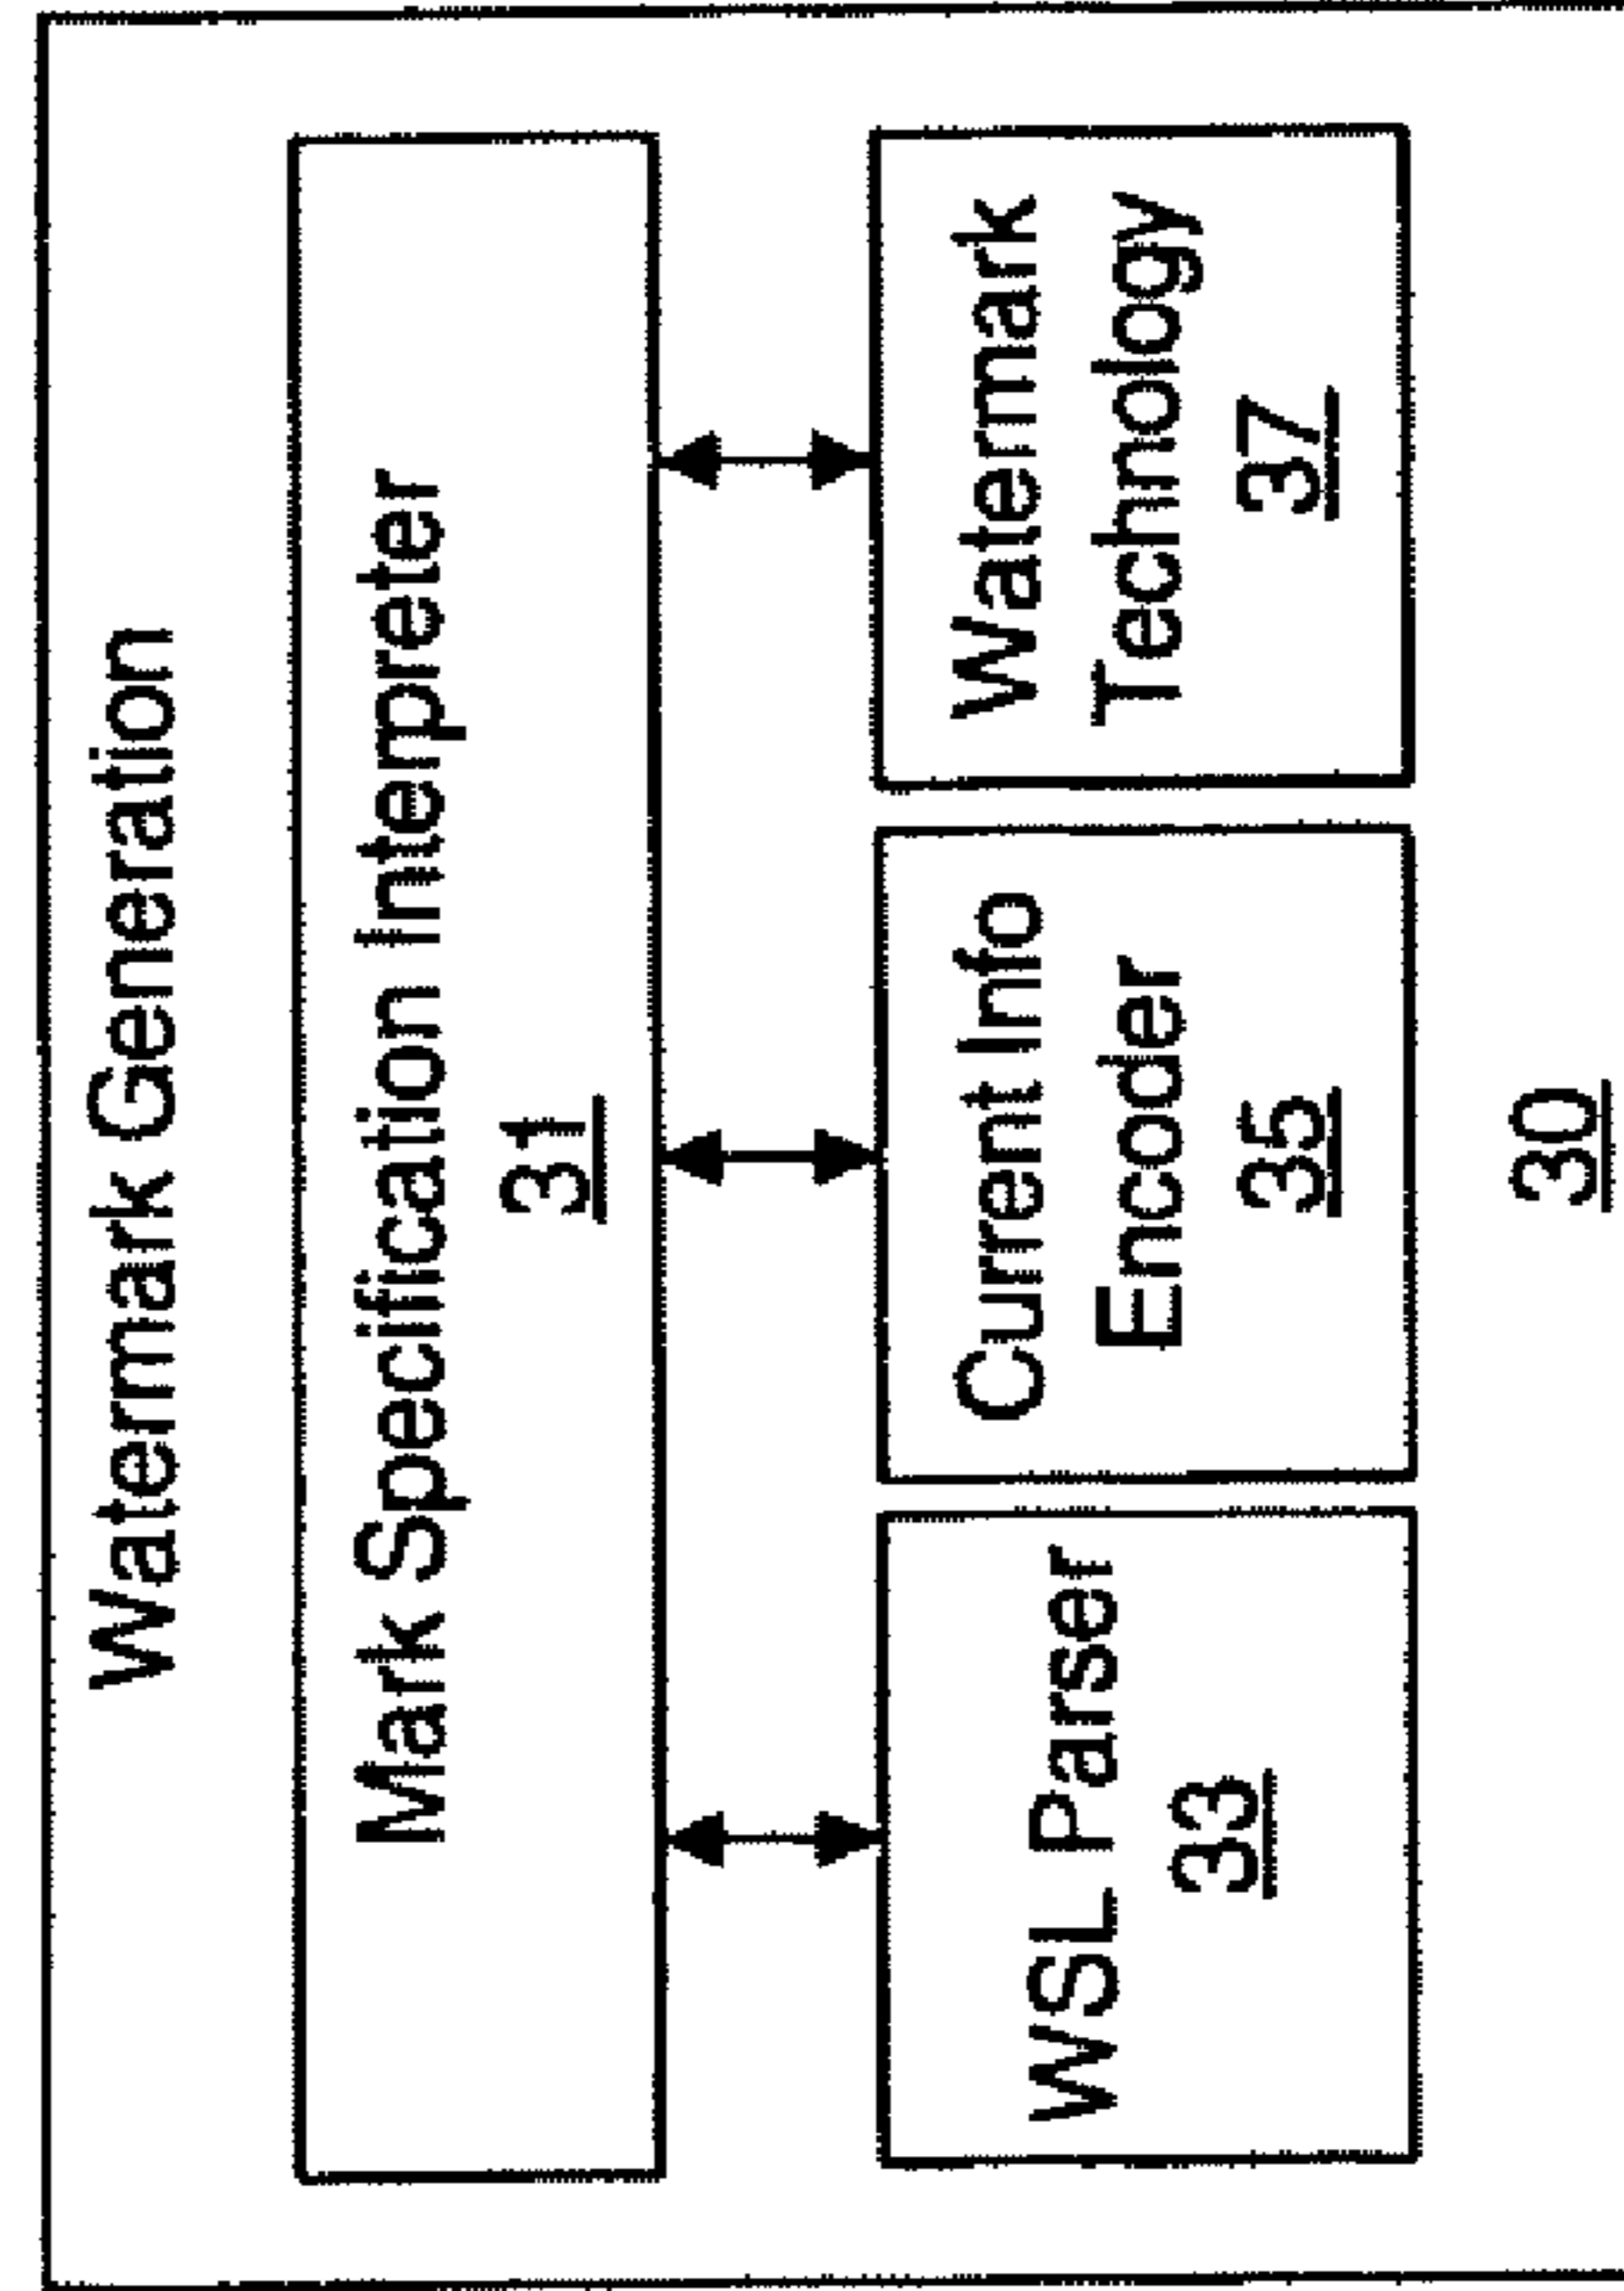 Watermark Generation
Mark Specification Interpreter
31
WSL Parser
33
Current Info
Encoder
35
Watermark
Technology
37
30